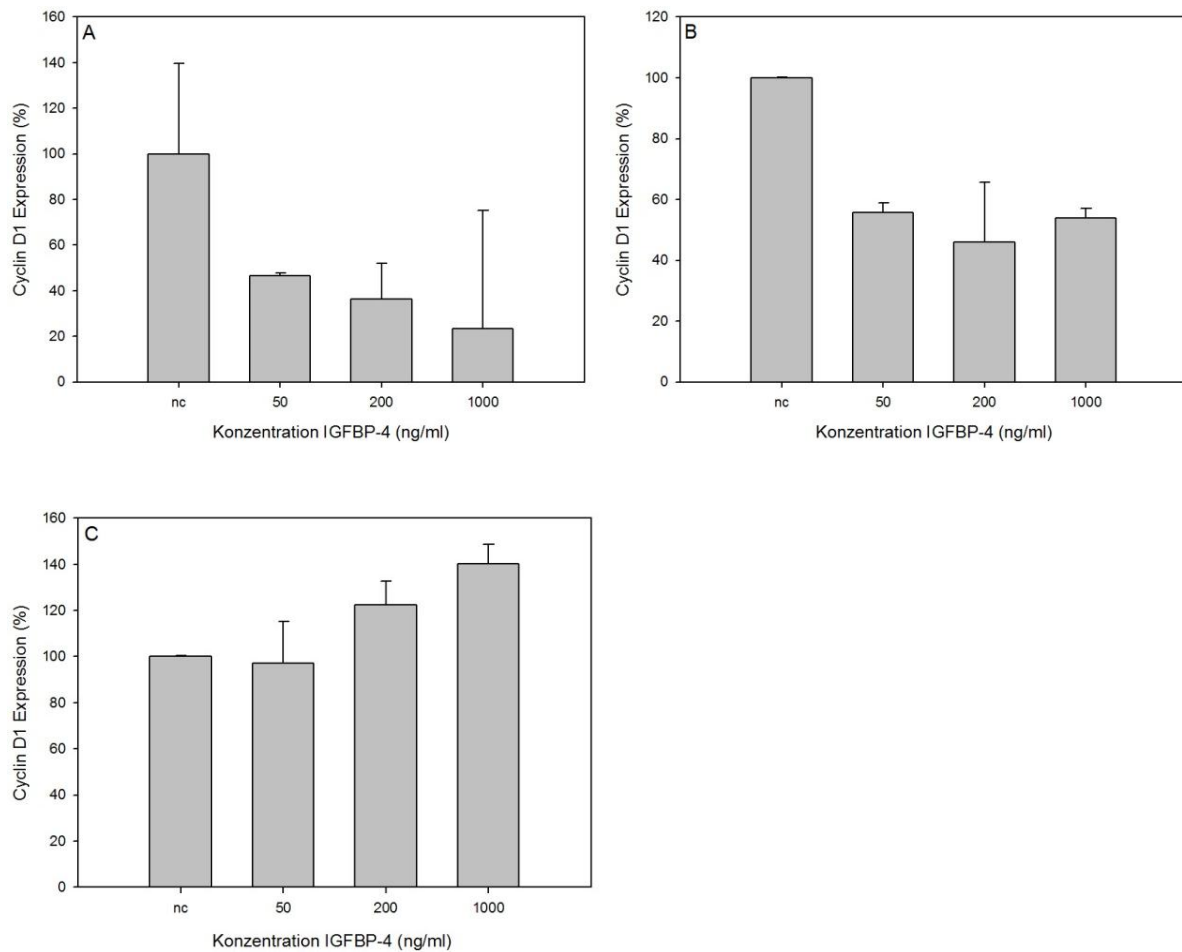 A
Cyclin D1 Expression (%)
160
140
120
100
80
60
40
20
0
nc 50 200 1000
Konzentration IGFBP-4 (ng/ml)
B
Cyclin D1 Expression (%)
120
100
80
60
40
20
0
nc 50 200 1000
Konzentration IGFBP-4 (ng/ml)
C
Cyclin D1 Expression (%)
160
140
120
100
80
60
40
20
0
nc 50 200 1000
Konzentration IGFBP-4 (ng/ml)